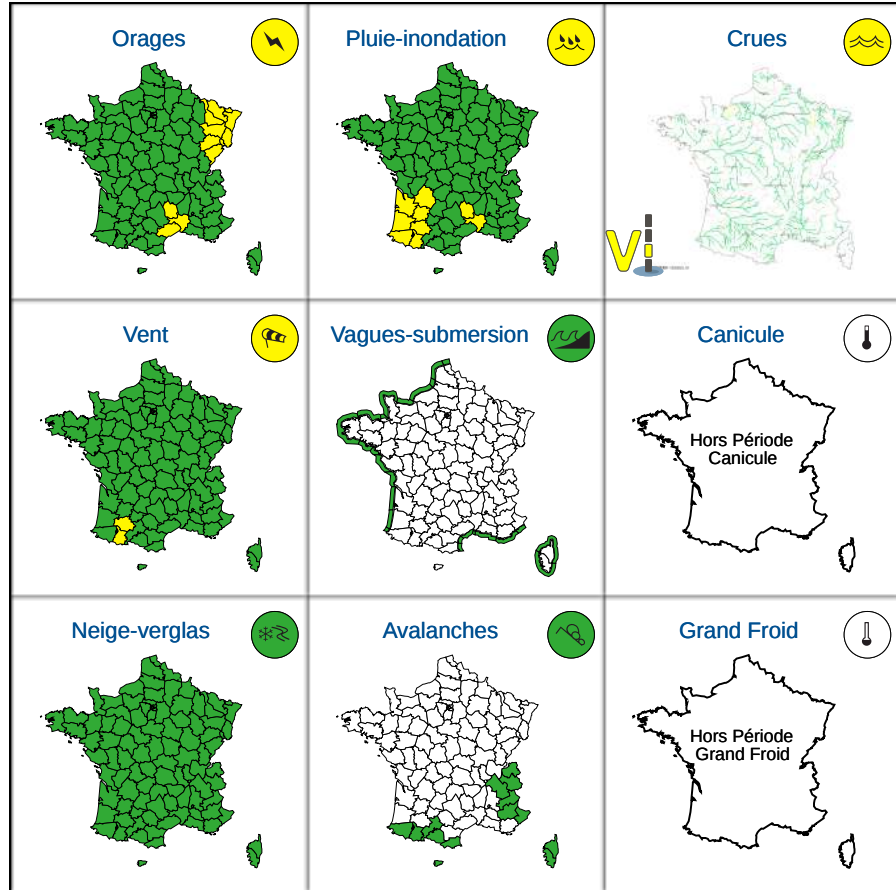 Orages
Pluie-inondation
Crues
Vi
Vent
Vagues-submersion
Canicule
Hors Période
Canicule
Neige-verglas
Avalanches
Grand Froid
Hors Période
Grand Froid